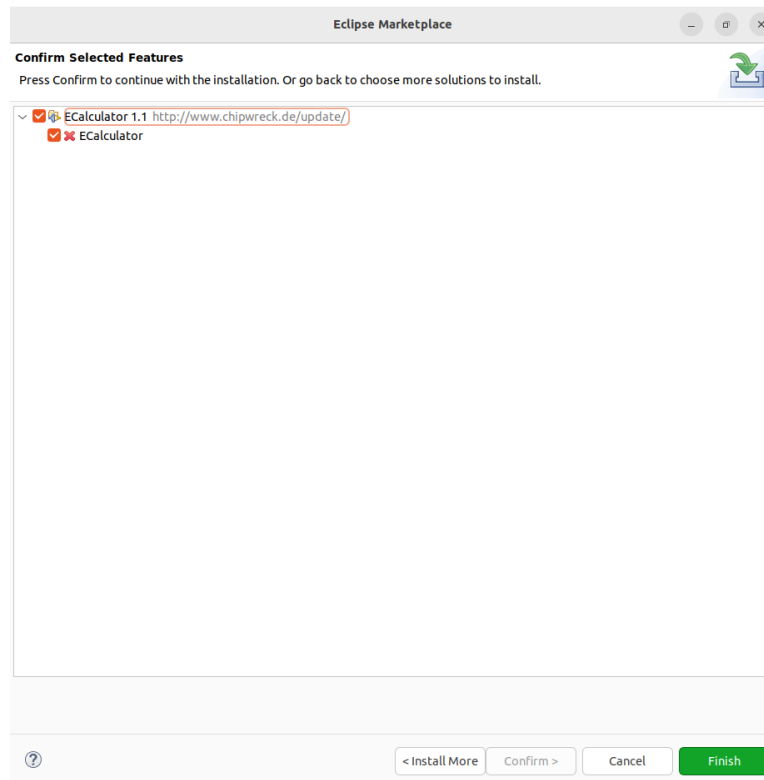 Eclipse Marketplace
Confirm Selected Features
Press Confirm to continue with the installation. Or go back to choose more solutions to install.
ECalculator 1.1 http://www.chipwreck.de/update/
ECalculator
< Install More Confirm > Cancel Finish